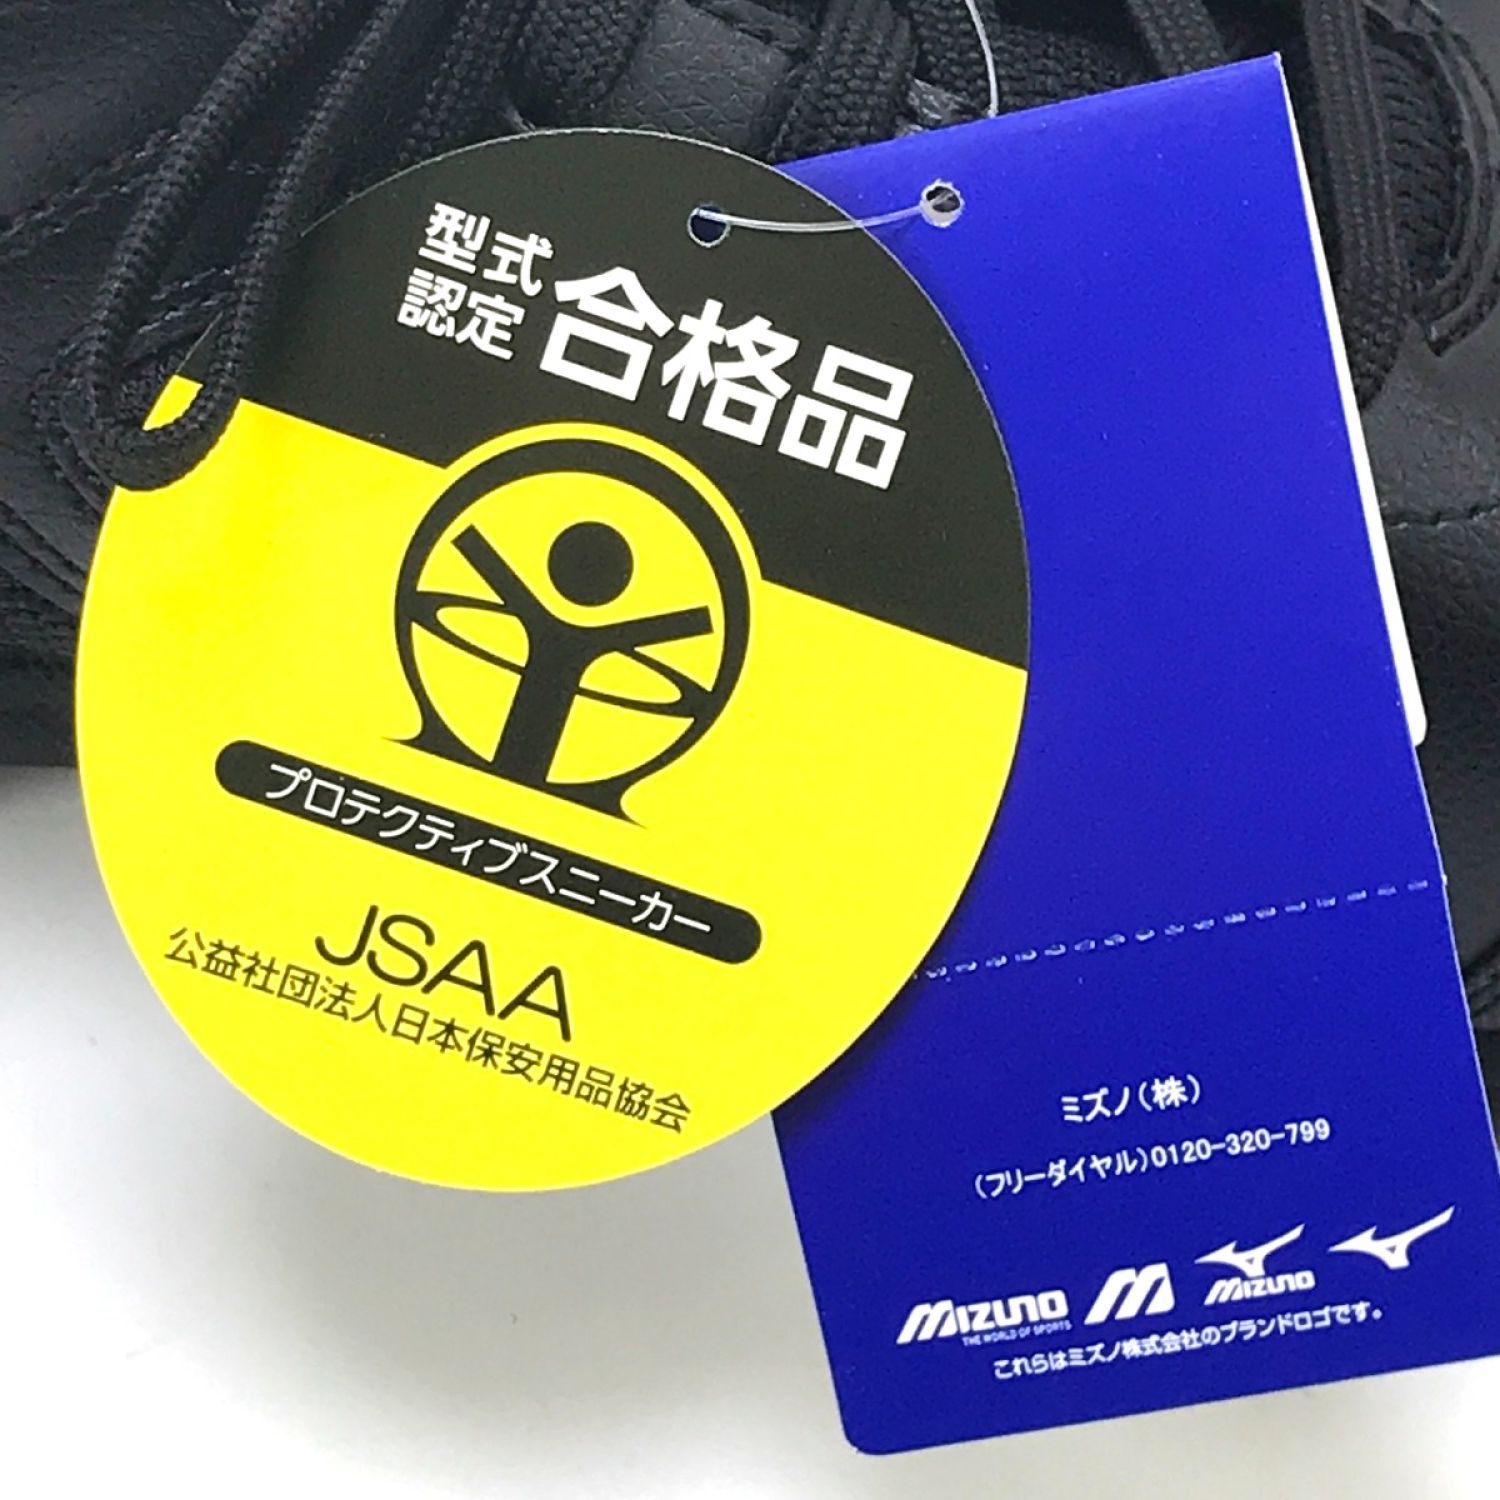 型式
認定 合格品
プロテクティブスニーカー
JSAA
公益社団法人日本保安用品協会
ミズノ(株)
(フリーダイヤル)0120-320-799
MIZUNO
THE WORLD OF SPORTS
MIZUNO
これらはミズノ株式会社のブランドロゴです。